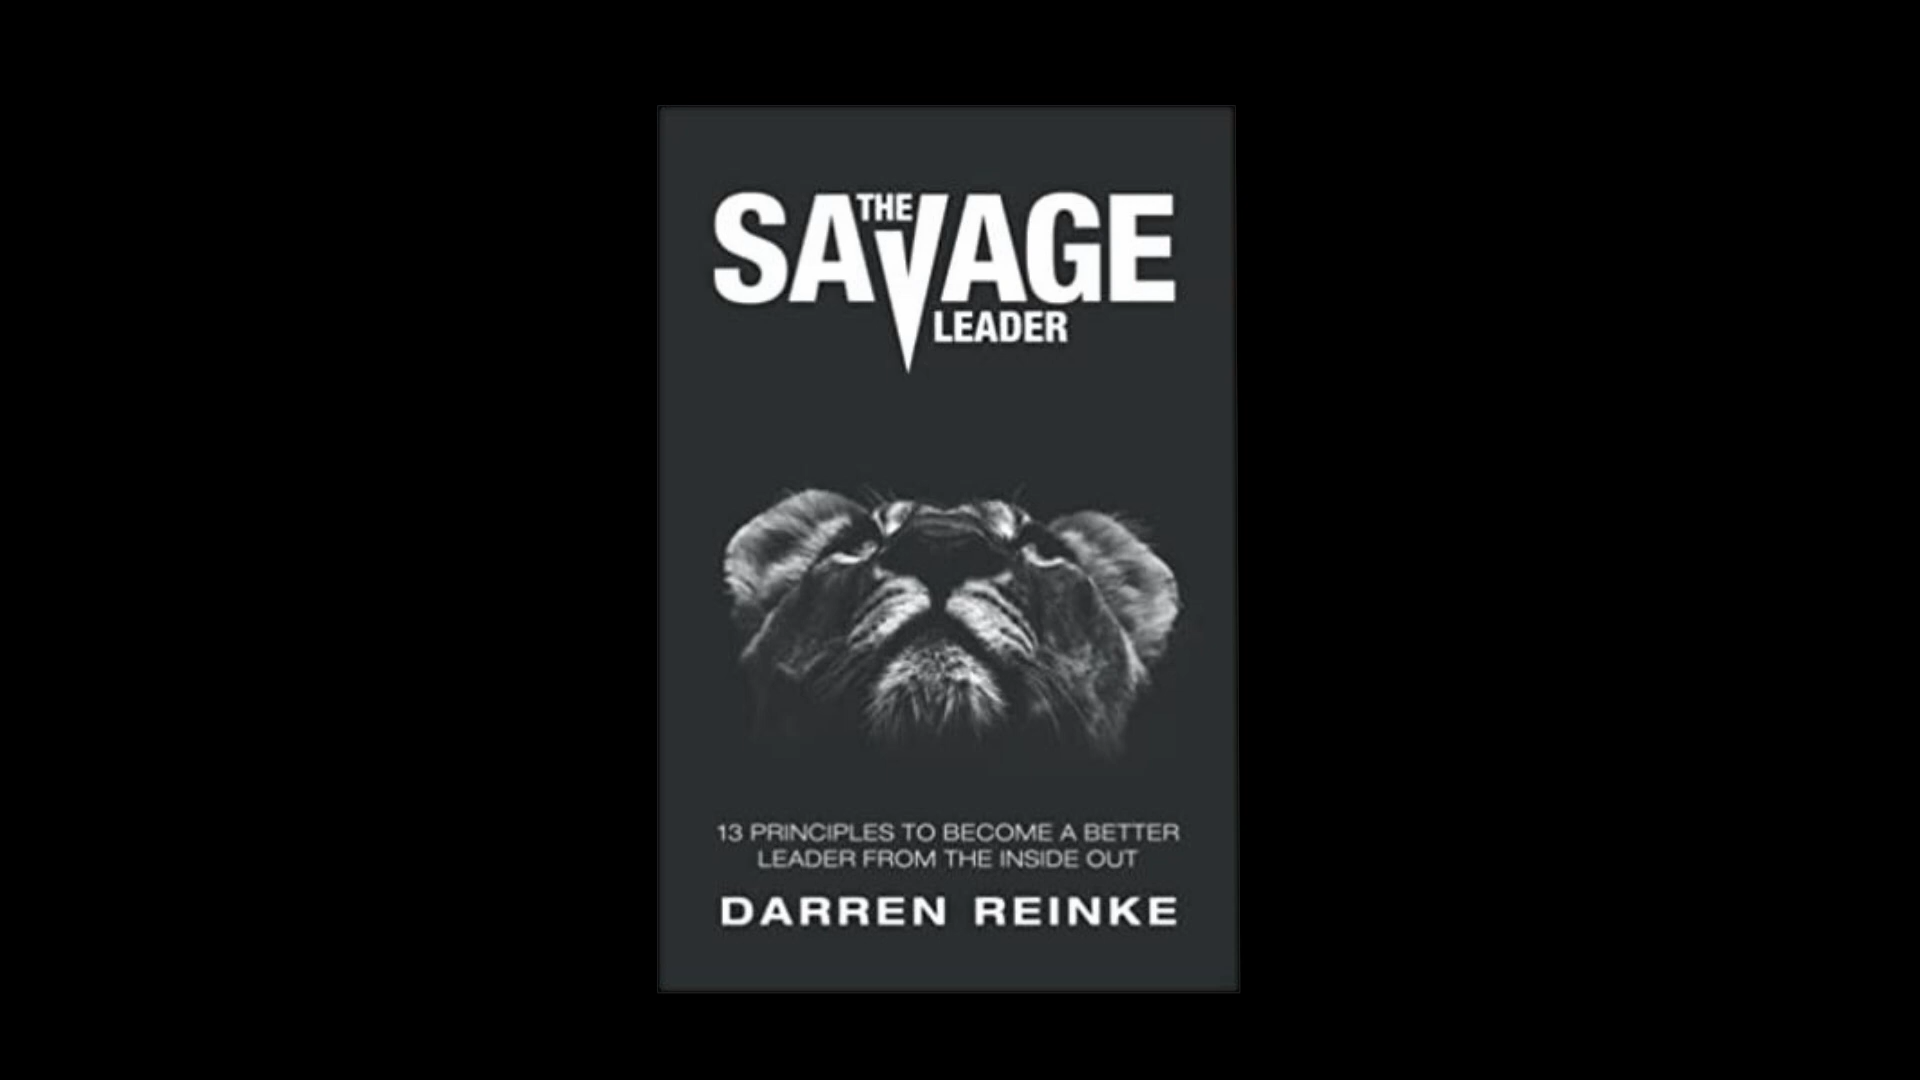 THE
SAVAGE
LEADER
13 PRINCIPLES TO BECOME A BETTER
LEADER FROM THE INSIDE OUT
DARREN REINKE